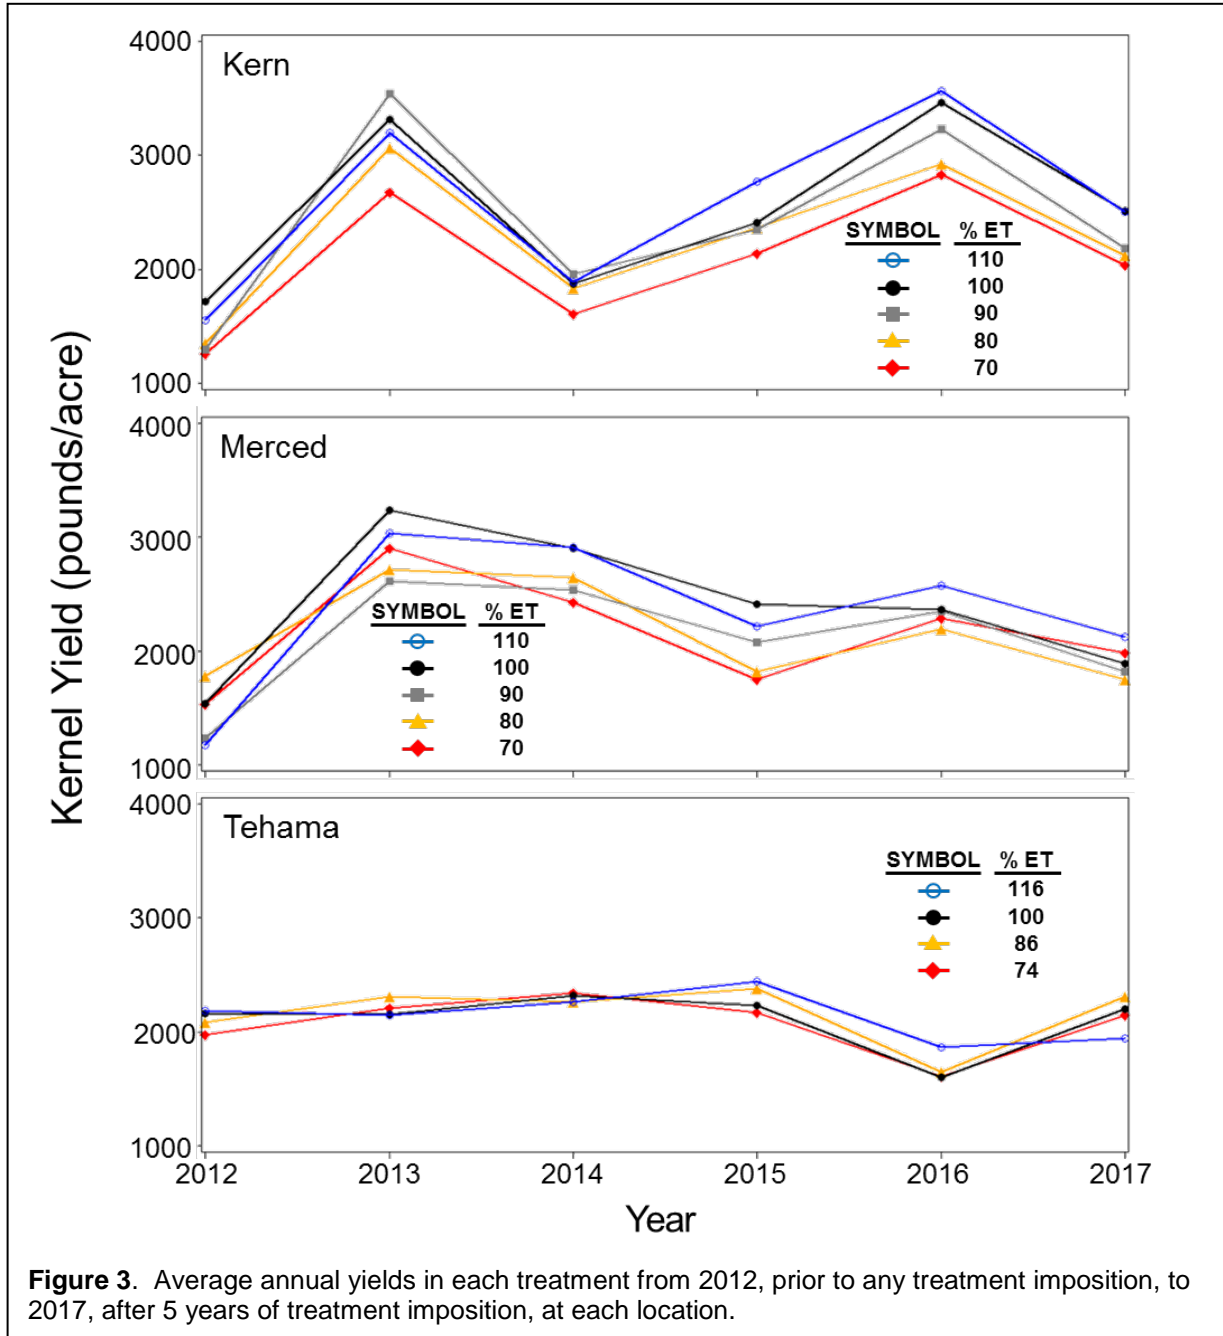 Kernel Yield (pounds/acre)
4000
3000
2000
1000
Kern
SYMBOL % ET
110
100
90
80
70
4000
3000
2000
1000
Merced
SYMBOL % ET
110
100
90
80
70
4000
3000
2000
1000
Tehama
SYMBOL % ET
116
100
86
74
2012 2013 2014 2015 2016 2017
Year
Figure 3. Average annual yields in each treatment from 2012, prior to any treatment imposition, to
2017, after 5 years of treatment imposition, at each location.